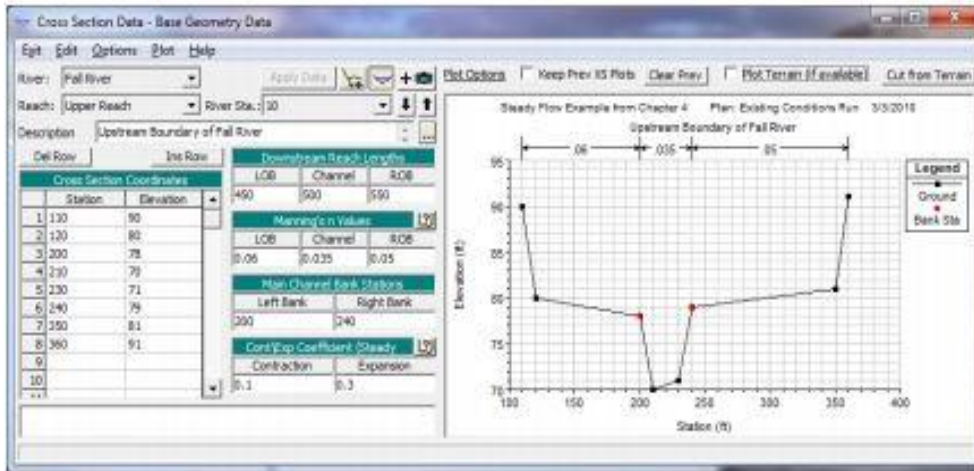 Cross Section Data - Base Geometry Data
Exit Edit Options Plot Help
River: Fall River Apply Data
Reach: Upper Reach River Sta.: 10
Description Upstream Boundary of Fall River ...
Del Row Ins Row
Cross Section Coordinates
Station Elevation
1 110 90
2 120 80
3 200 78
4 210 70
5 230 71
6 240 79
7 350 81
8 360 91
9
10
Downstream Reach Lengths
LOB Channel ROB
450 500 550
Manning's n Values
LOB Channel ROB
0.06 0.035 0.05
Main Channel Bank Stations
Left Bank Right Bank
200 240
Cont\Exp Coefficient (Steady
Contraction Expansion
0.1 0.3
Plot Options Keep Prev XS Plots Clear Prev Plot Terrain (if available) Cut from Terrain
Steady Flow Example from Chapter 4 Plan: Existing Conditions Run 3/3/2010
Upstream Boundary of Fall River
.06 .035 .05
95
90
85
80
75
70
Elevation (ft)
100 150 200 250 300 350 400
Station (ft)
Legend
Ground
Bank Sta